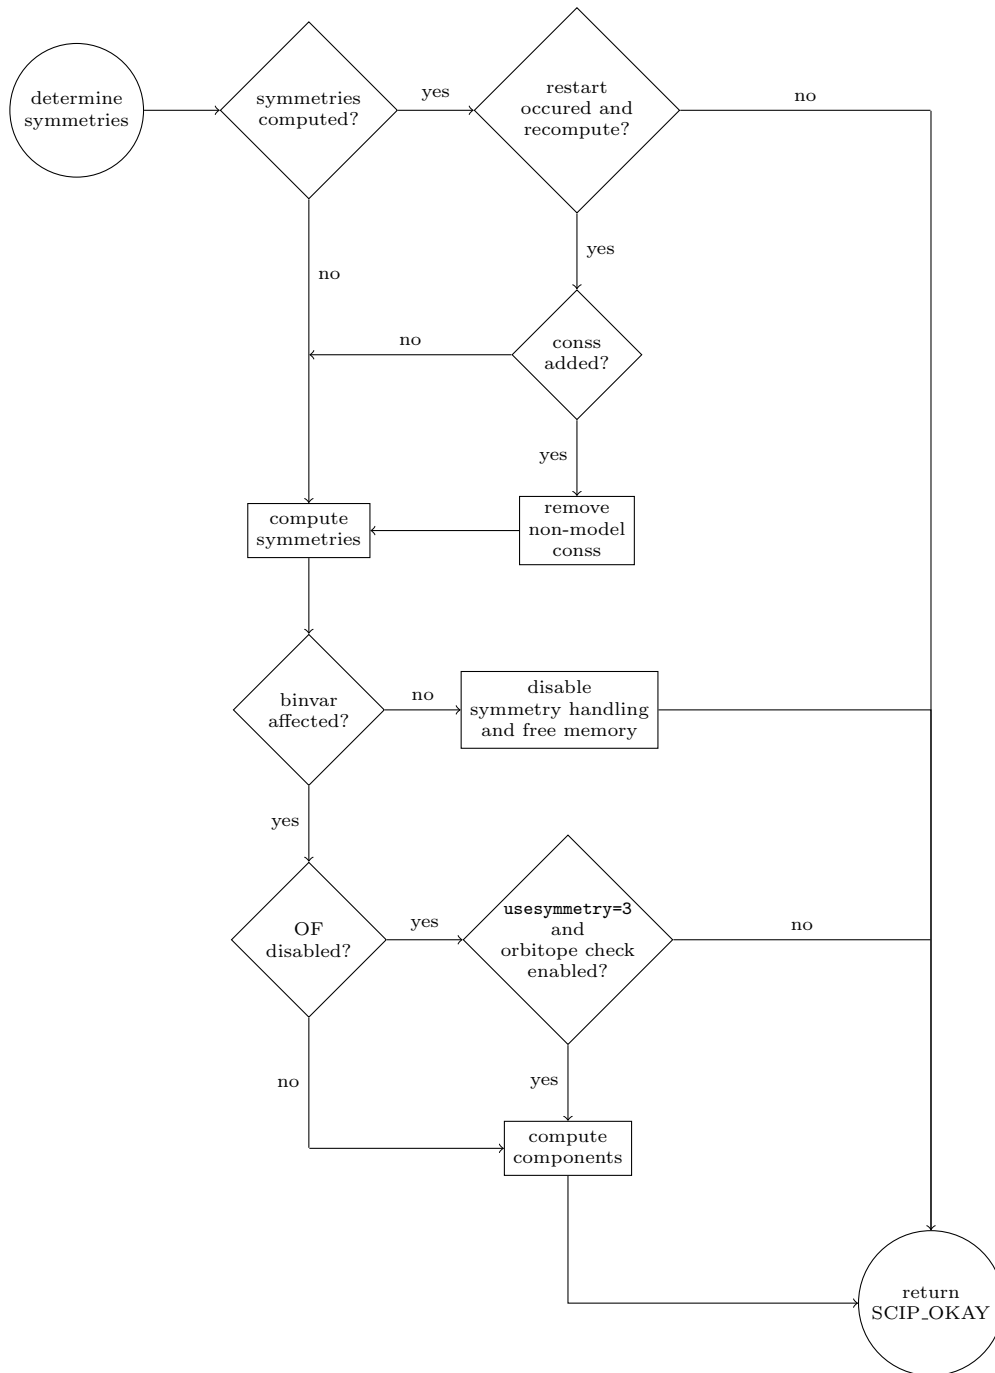 determine
symmetries
symmetries
computed?
yes
restart
occured and
recompute?
no
no
yes
conss
added?
no
yes
compute
symmetries
remove
non-model
conss
binvar
affected?
no
disable
symmetry handling
and free memory
yes
OF
disabled?
yes
usesymmetry=3
and
orbitope check
enabled?
no
no
yes
compute
components
return
SCIP_OKAY